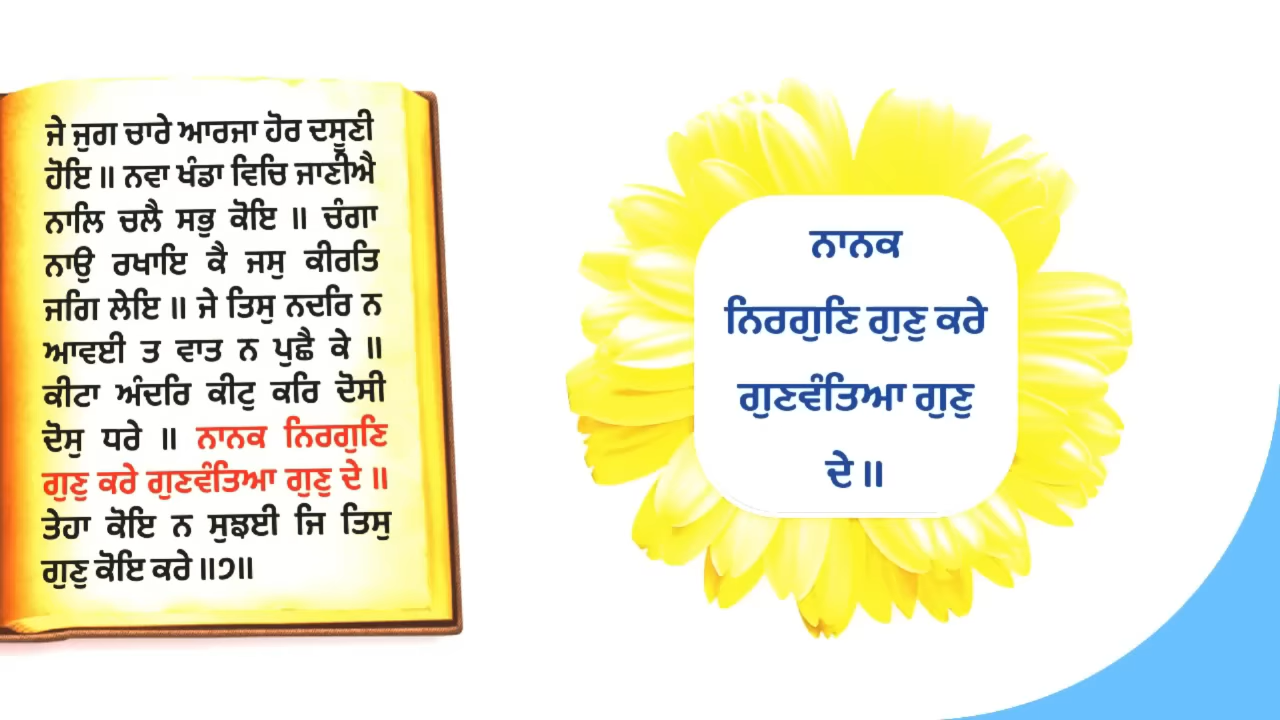 ਜੇ ਜੁਗ ਚਾਰੇ ਆਰਜਾ ਹੋਰ ਦਸੂਣੀ
ਹੋਇ ॥ ਨਵਾ ਖੰਡਾ ਵਿਚਿ ਜਾਣੀਐ
ਨਾਲਿ ਚਲੈ ਸਭੁ ਕੋਇ ॥ ਚੰਗਾ
ਨਾਉ ਰਖਾਇ ਕੈ ਜਸੁ ਕੀਰਤਿ
ਜਗਿ ਲੇਇ ॥ ਜੇ ਤਿਸੁ ਨਦਰਿ ਨ
ਆਵਈ ਤ ਵਾਤ ਨ ਪੁਛੈ ਕੇ ॥
ਕੀਟਾ ਅੰਦਰਿ ਕੀਟੁ ਕਰਿ ਦੋਸੀ
ਦੋਸੁ ਧਰੇ ॥ ਨਾਨਕ ਨਿਰਗੁਣਿ
ਗੁਣੁ ਕਰੇ ਗੁਣਵੰਤਿਆ ਗੁਣੁ ਦੇ ॥
ਤੇਹਾ ਕੋਇ ਨ ਸੁਝਈ ਜਿ ਤਿਸੁ
ਗੁਣੁ ਕੋਇ ਕਰੇ ॥੭॥
ਨਾਨਕ
ਨਿਰਗੁਣਿ ਗੁਣੁ ਕਰੇ
ਗੁਣਵੰਤਿਆ ਗੁਣੁ
ਦੇ ॥